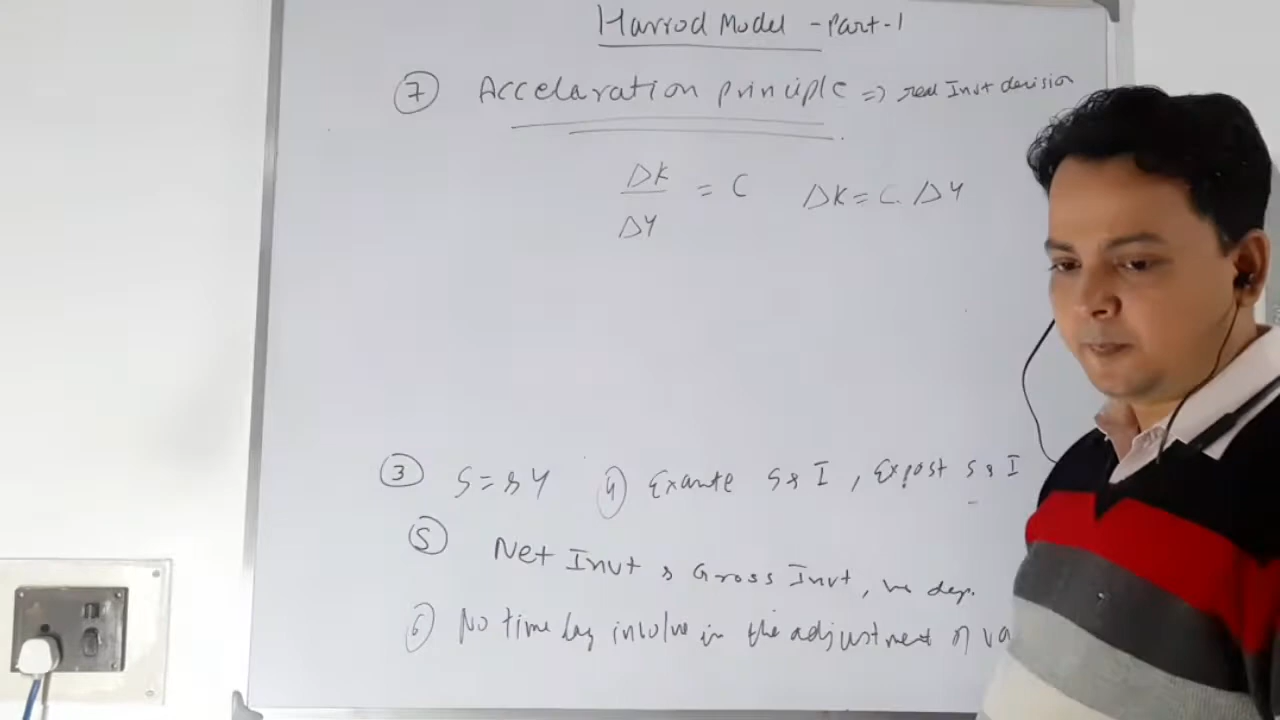 Harrod Model - Part-1
7 Accelaration principle => real Invt decision
ΔK/ΔY = C ΔK = C. ΔY
3 S = sY 4 Exante S & I, Expost S & I
5 Net Invt & Gross Invt, no dep.
6 No time lag involve in the adjustment of va